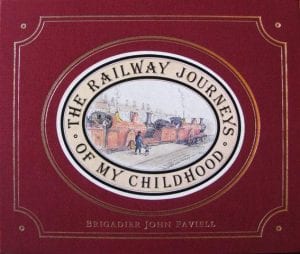 · THE RAILWAY JOURNEYS ·
OF MY CHILDHOOD
BRIGADIER JOHN FAVIELL